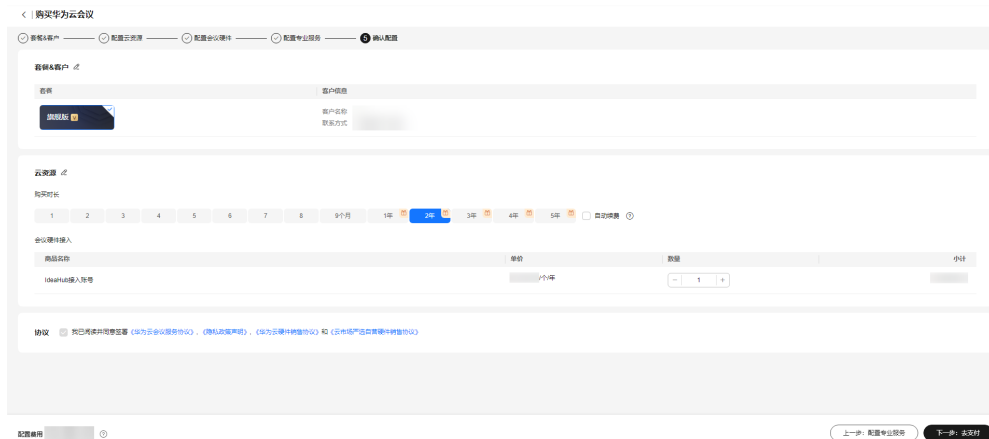 购买华为云会议
套餐&客户 配置云资源 配置会议硬件 配置专业服务 5 确认配置
套餐&客户
套餐 客户信息
旗舰版 客户名称
联系方式
云资源
购买时长
1 2 3 4 5 6 7 8 9个月 1年 2年 3年 4年 5年 自动续费
会议硬件接入
商品名称 单价 数量 小计
IdeaHub接入账号 /个/年 - 1 +
协议 我已阅读并同意签署《华为云会议服务协议》，《隐私政策声明》，《华为云硬件销售协议》和《云市场严选自营硬件销售协议》
配置费用 上一步：配置专业服务 下一步：去支付